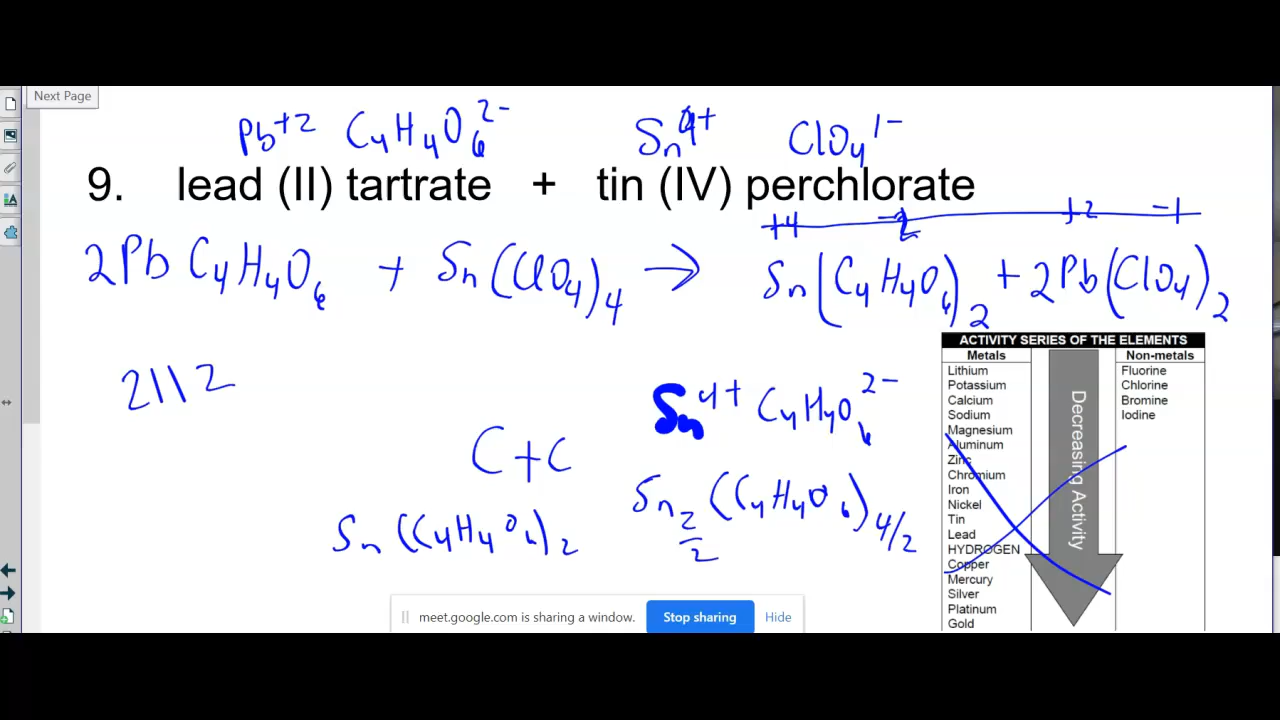 Next Page
Pb+2 C4H4O6 2- Sn4+ ClO4 1-
9. lead (II) tartrate + tin (IV) perchlorate
+4 -2 +2 -1
2PbC4H4O6 + Sn(ClO4)4 → Sn(C4H4O6)2 + 2Pb(ClO4)2
2112
Sn4+ C4H4O6 2-
C+C
Sn2/2 (C4H4O6)4/2
Sn(C4H4O6)2
ACTIVITY SERIES OF THE ELEMENTS
Metals
Lithium
Potassium
Calcium
Sodium
Magnesium
Aluminum
Zinc
Chromium
Iron
Nickel
Tin
Lead
HYDROGEN
Copper
Mercury
Silver
Platinum
Gold
Decreasing Activity
Non-metals
Fluorine
Chlorine
Bromine
Iodine
meet.google.com is sharing a window. Stop sharing Hide